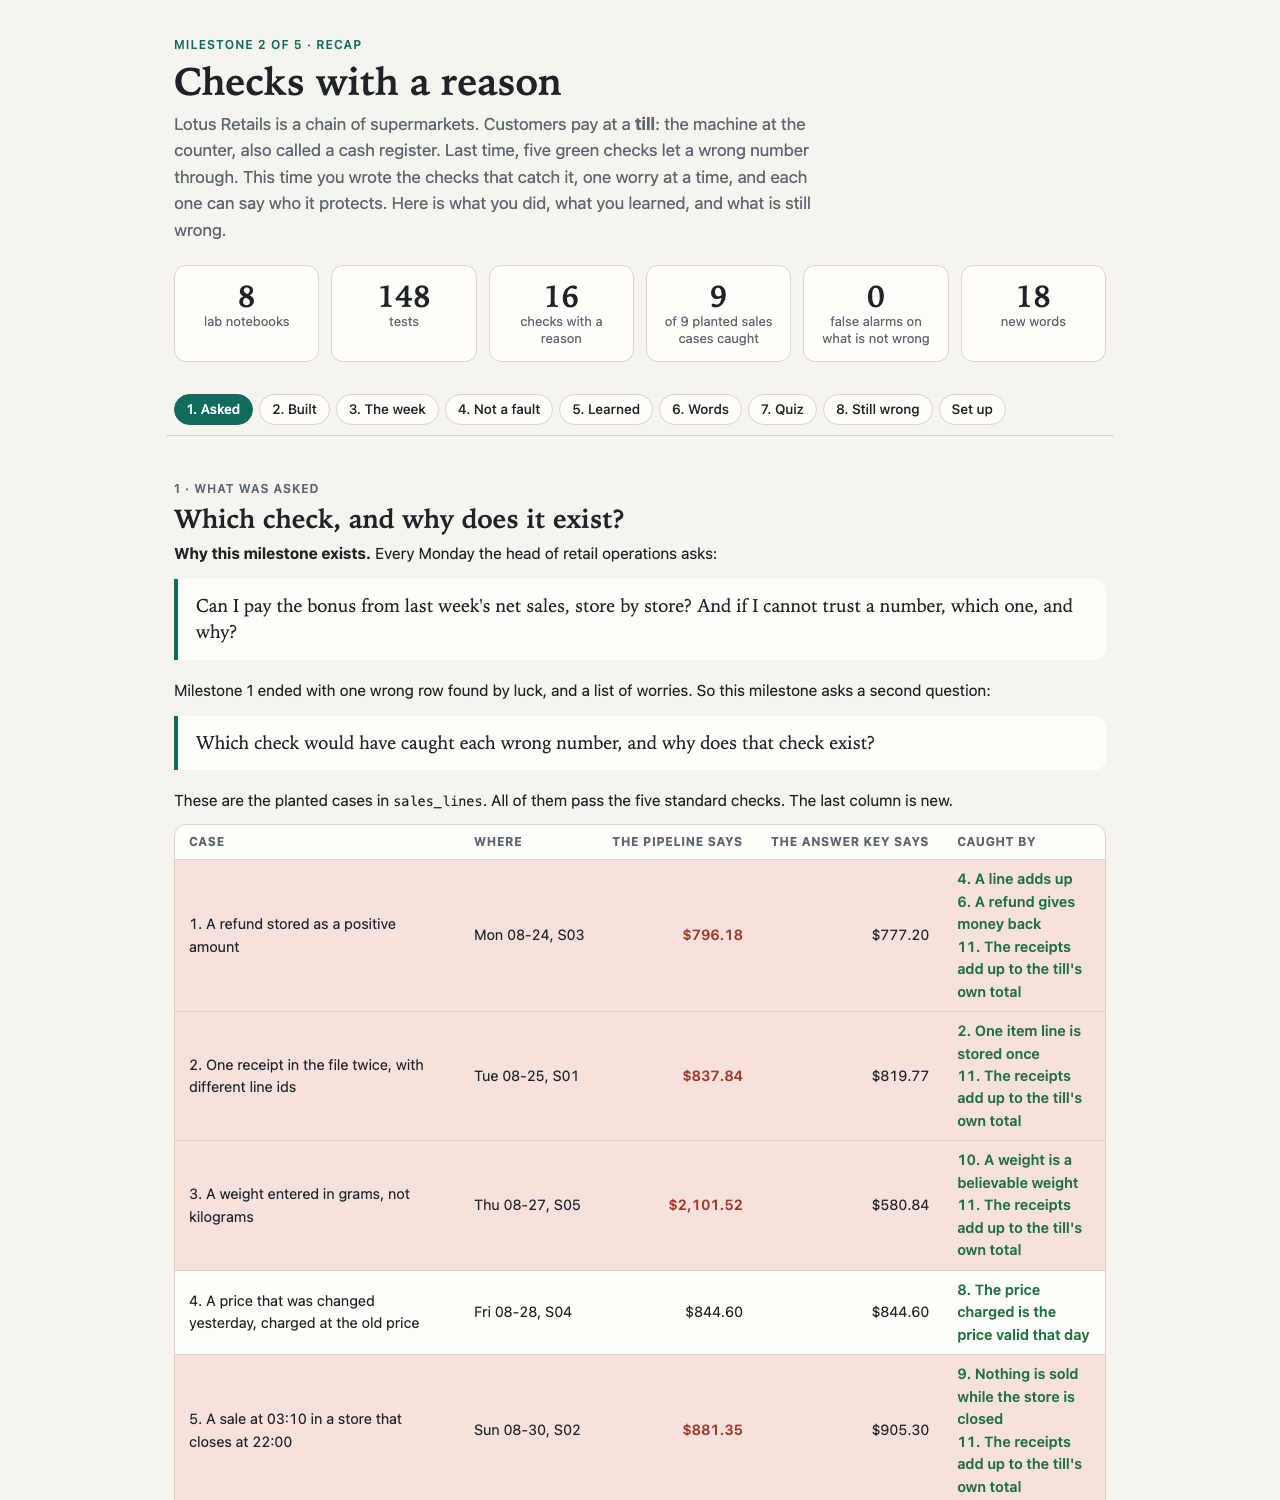 MILESTONE 2 OF 5 · RECAP
Checks with a reason
Lotus Retails is a chain of supermarkets. Customers pay at a till: the machine at the
counter, also called a cash register. Last time, five green checks let a wrong number
through. This time you wrote the checks that catch it, one worry at a time, and each
one can say who it protects. Here is what you did, what you learned, and what is still
wrong.
8
lab notebooks
148
tests
16
checks with a
reason
9
of 9 planted sales
cases caught
0
false alarms on
what is not wrong
18
new words
1. Asked
2. Built
3. The week
4. Not a fault
5. Learned
6. Words
7. Quiz
8. Still wrong
Set up
1 · WHAT WAS ASKED
Which check, and why does it exist?
Why this milestone exists. Every Monday the head of retail operations asks:
Can I pay the bonus from last week's net sales, store by store? And if I cannot trust a number, which one, and
why?
Milestone 1 ended with one wrong row found by luck, and a list of worries. So this milestone asks a second question:
Which check would have caught each wrong number, and why does that check exist?
These are the planted cases in sales_lines. All of them pass the five standard checks. The last column is new.
CASE WHERE THE PIPELINE SAYS THE ANSWER KEY SAYS CAUGHT BY
1. A refund stored as a positive
amount
Mon 08-24, S03
$796.18
$777.20
4. A line adds up
6. A refund gives
money back
11. The receipts
add up to the till's
own total
2. One receipt in the file twice, with
different line ids
Tue 08-25, S01
$837.84
$819.77
2. One item line is
stored once
11. The receipts
add up to the till's
own total
3. A weight entered in grams, not
kilograms
Thu 08-27, S05
$2,101.52
$580.84
10. A weight is a
believable weight
11. The receipts
add up to the till's
own total
4. A price that was changed
yesterday, charged at the old price
Fri 08-28, S04
$844.60
$844.60
8. The price
charged is the
price valid that day
5. A sale at 03:10 in a store that
closes at 22:00
Sun 08-30, S02
$881.35
$905.30
9. Nothing is sold
while the store is
closed
11. The receipts
add up to the till's
own total